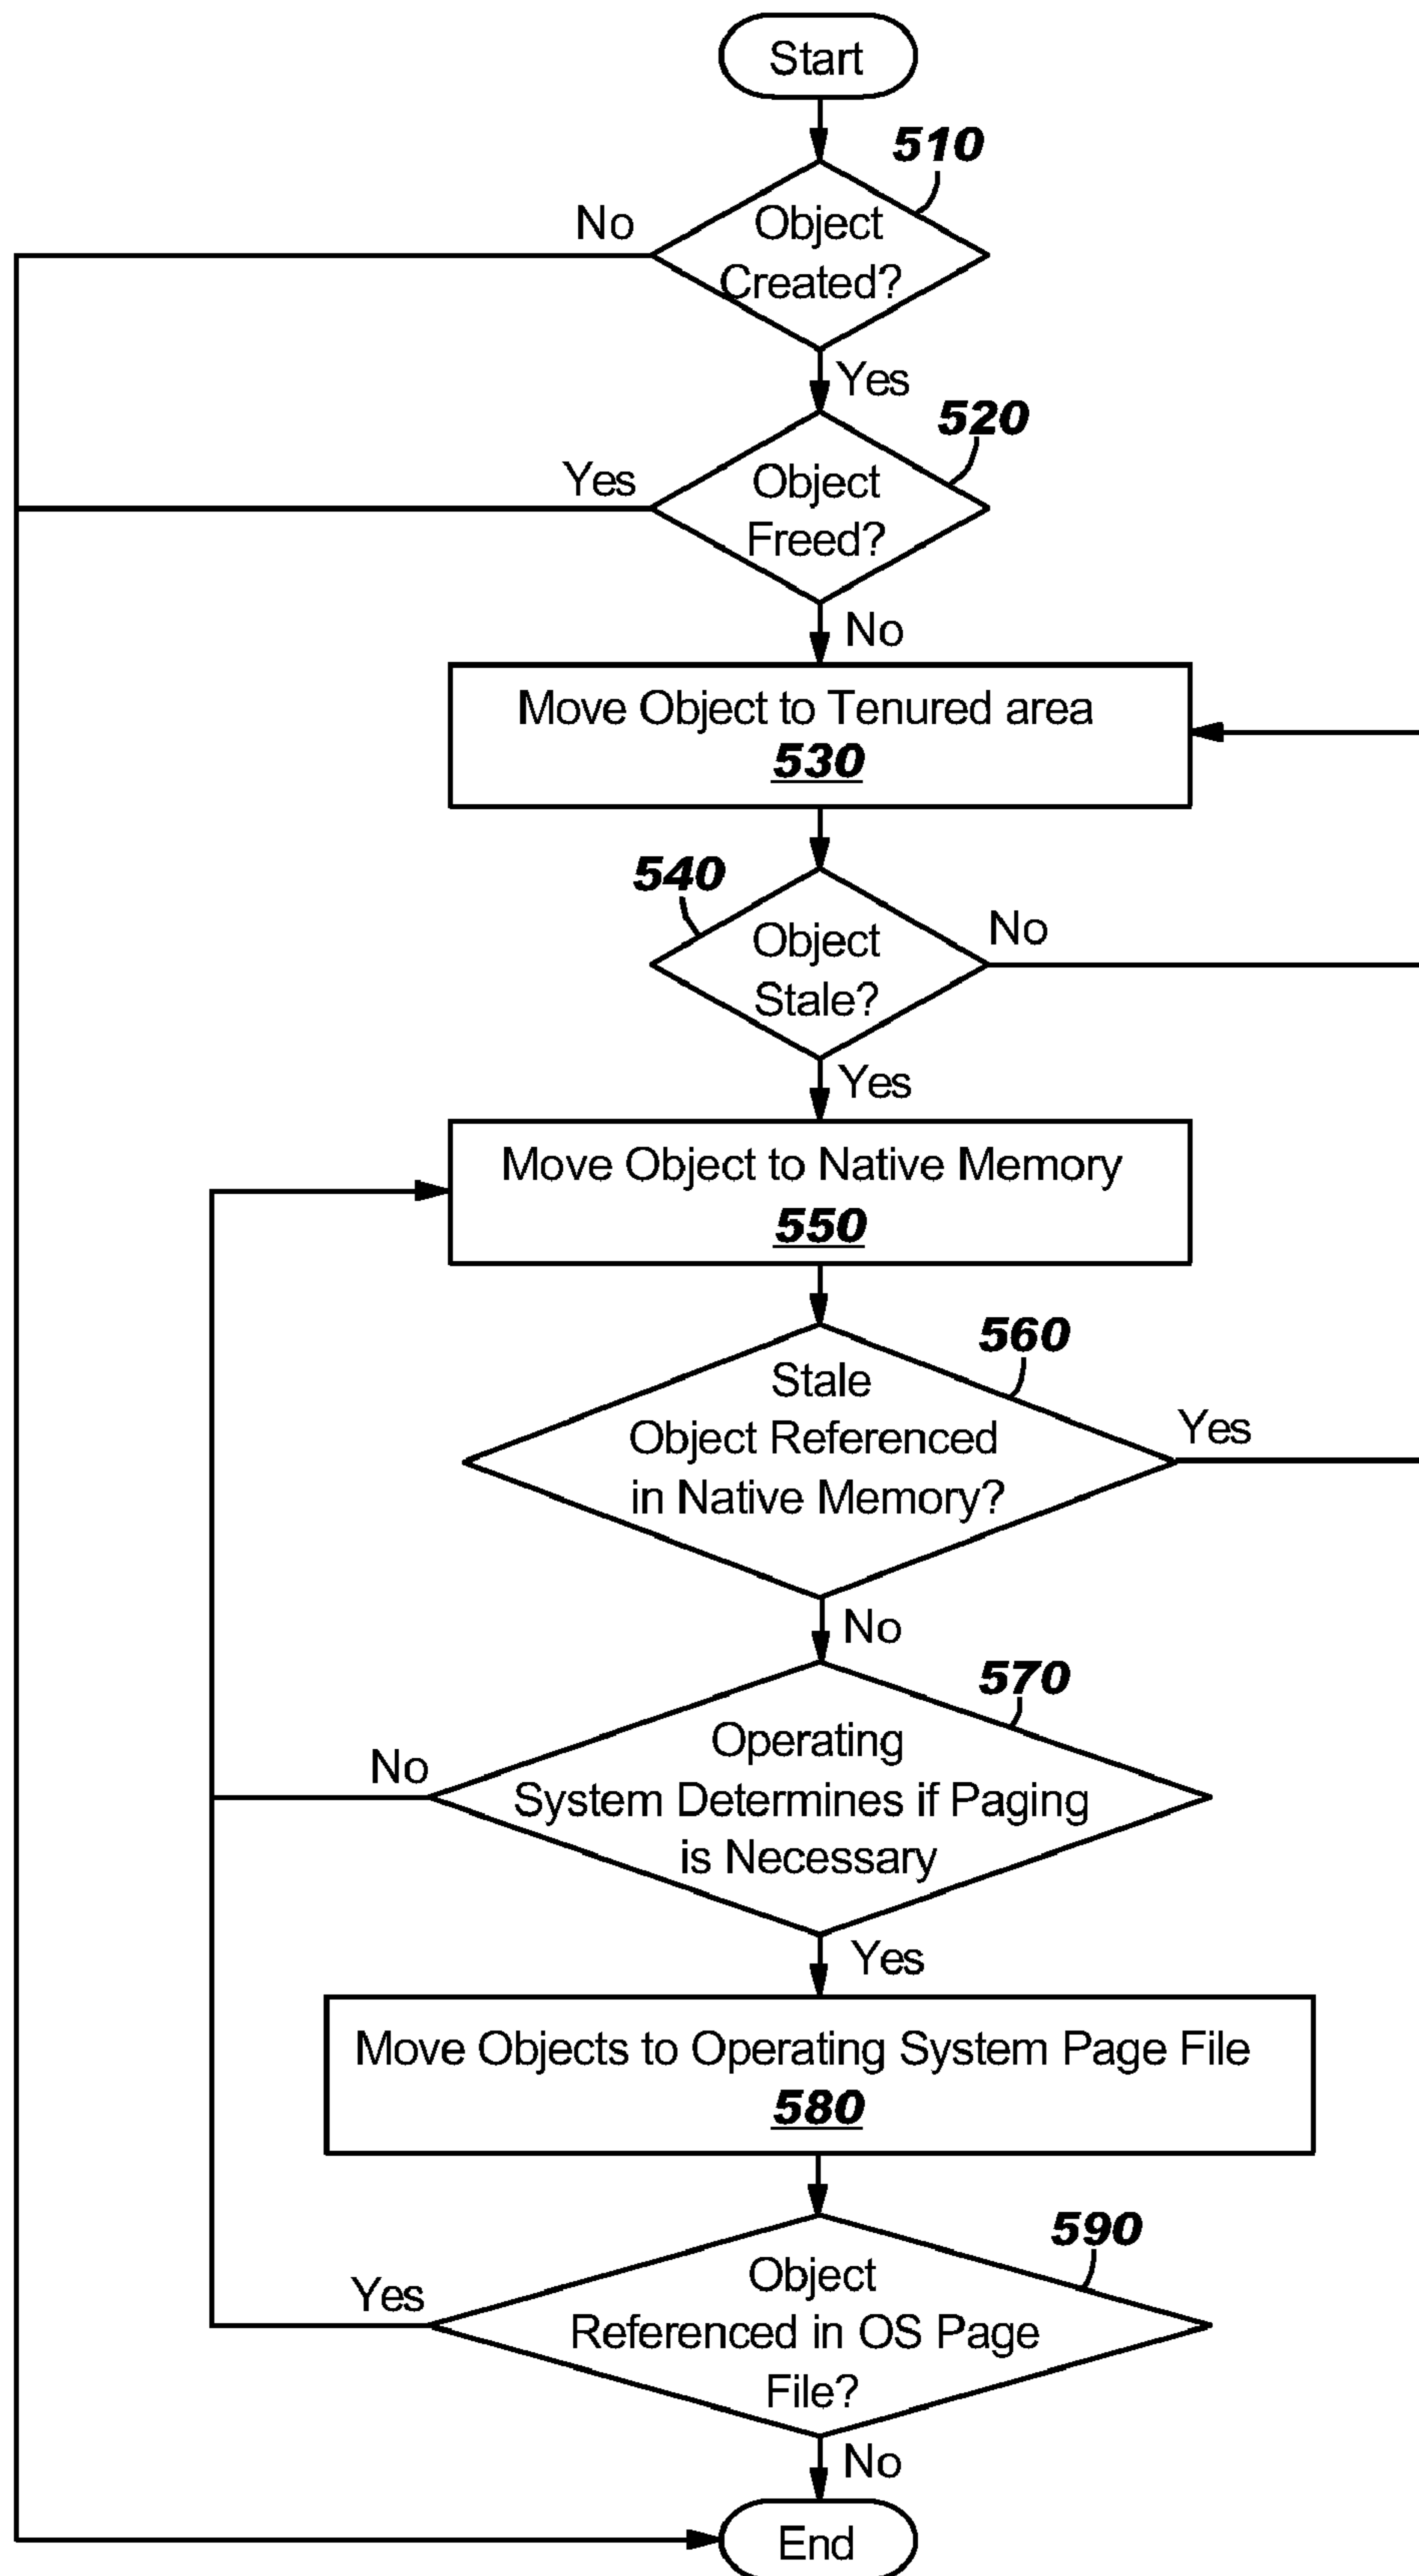 Start
510
Object
Created?
No
Yes
520
Object
Freed?
Yes
No
Move Object to Tenured area
530
540
Object
Stale?
No
Yes
Move Object to Native Memory
550
560
Stale
Object Referenced
in Native Memory?
Yes
No
570
Operating
System Determines if Paging
is Necessary
No
Yes
Move Objects to Operating System Page File
580
590
Object
Referenced in OS Page
File?
Yes
No
End